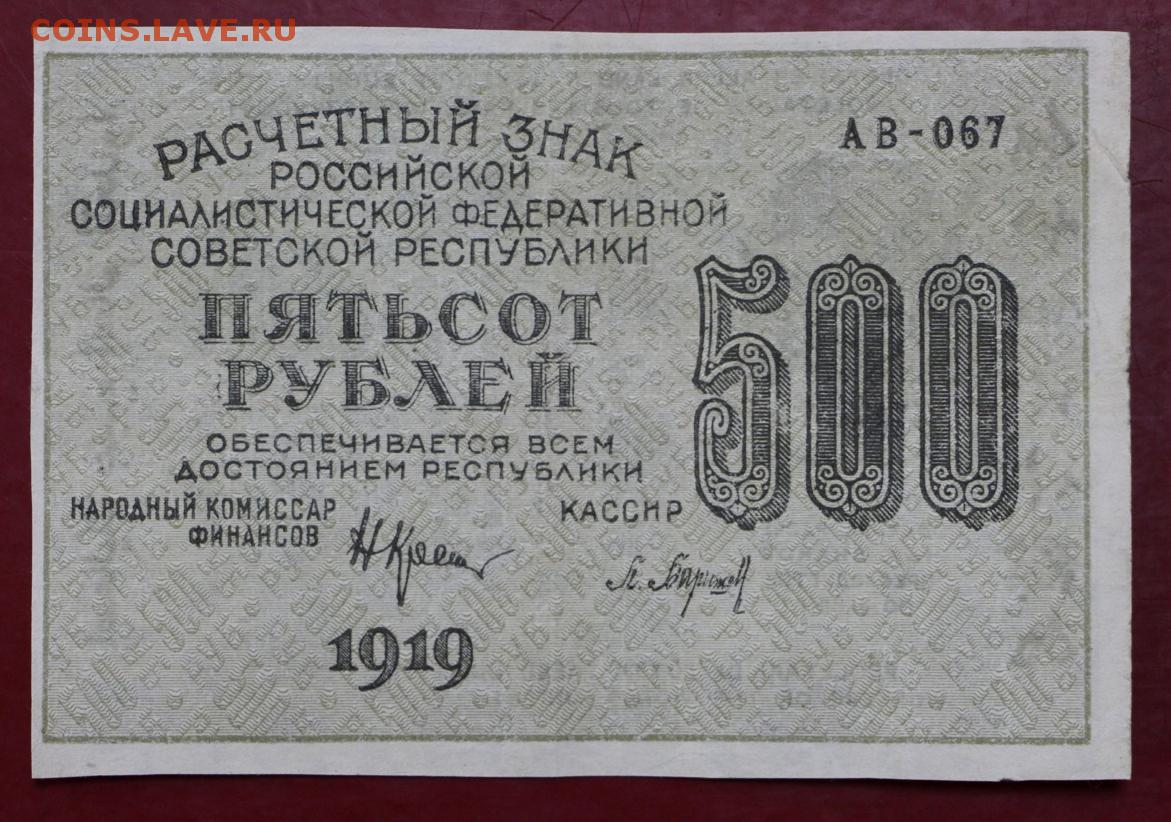 COINS.LAVE.RU
РАСЧЕТНЫЙ ЗНАК
АВ-067
РОССИЙСКОЙ
СОЦИАЛИСТИЧЕСКОЙ ФЕДЕРАТИВНОЙ
СОВЕТСКОЙ РЕСПУБЛИКИ
ПЯТЬСОТ
РУБЛЕЙ
500
ОБЕСПЕЧИВАЕТСЯ ВСЕМ
ДОСТОЯНИЕМ РЕСПУБЛИКИ
НАРОДНЫЙ КОМИССАР
ФИНАНСОВ
КАССИР
1919